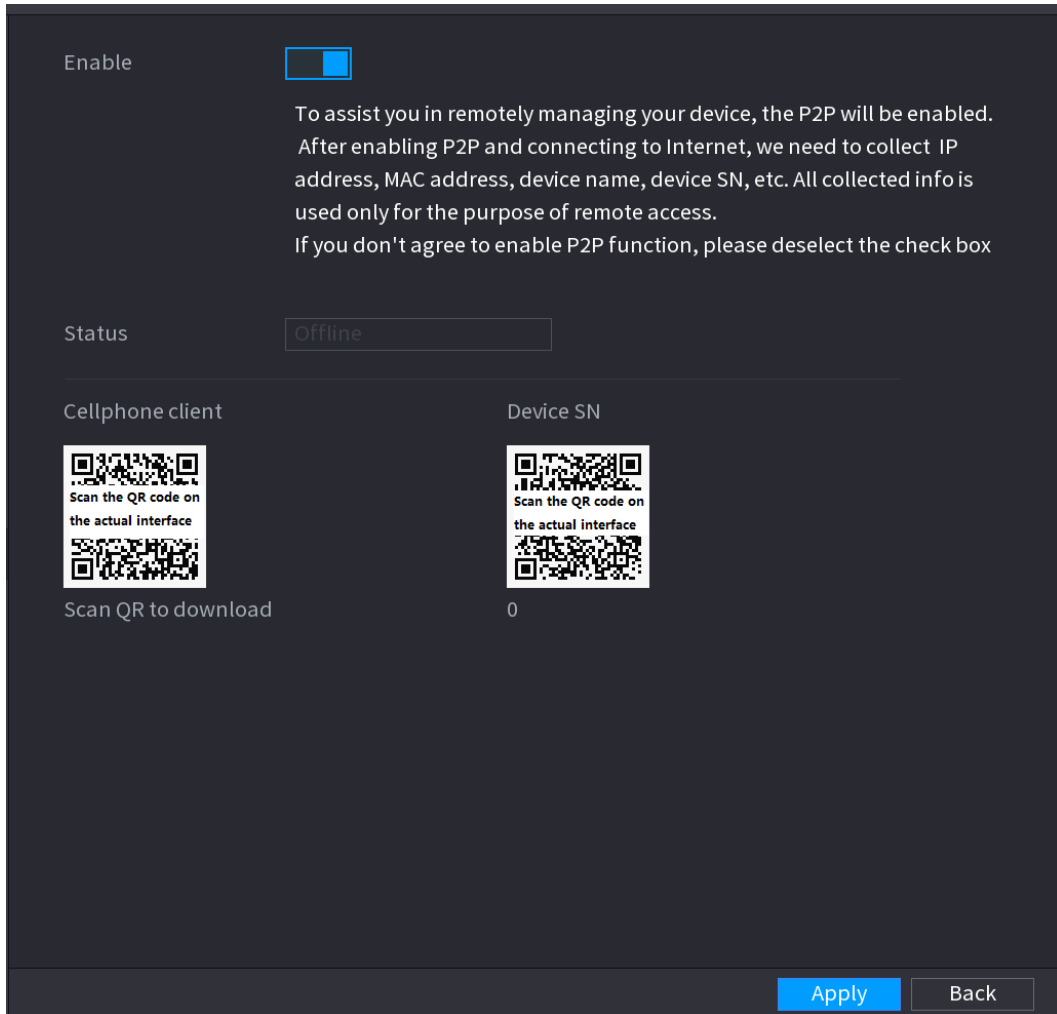 Enable
To assist you in remotely managing your device, the P2P will be enabled.
After enabling P2P and connecting to Internet, we need to collect IP
address, MAC address, device name, device SN, etc. All collected info is
used only for the purpose of remote access.
If you don't agree to enable P2P function, please deselect the check box
Status
Offline
Cellphone client
Device SN
Scan the QR code on
the actual interface
Scan the QR code on
the actual interface
Scan QR to download
0
Apply
Back